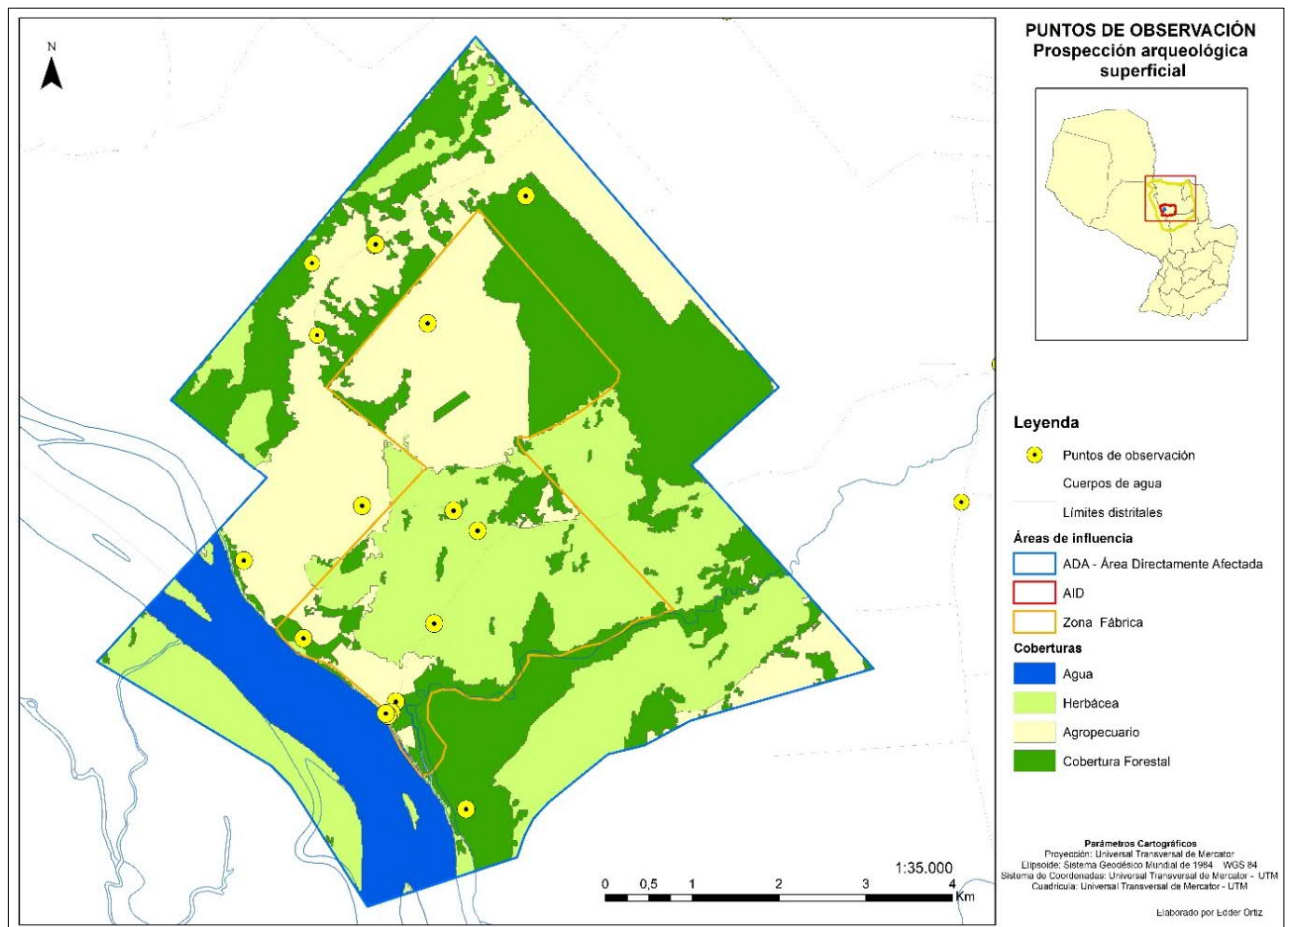 N
PUNTOS DE OBSERVACIÓN
Prospección arqueológica
superficial
Leyenda
Puntos de observación
Cuerpos de agua
Límites distritales
Áreas de influencia
ADA - Área Directamente Afectada
AID
Zona Fábrica
Coberturas
Agua
Herbácea
Agropecuario
Cobertura Forestal
1:35.000
0 0,5 1 2 3 4
Km
Parámetros Cartográficos
Proyección: Universal Transversal de Mercator
Elipsoide: Sistema Geodésico Mundial de 1984 WGS 84
Sistema de Coordenadas: Universal Transversal de Mercator - UTM
Cuadrícula: Universal Transversal de Mercator - UTM
Elaborado por Edder Ortiz